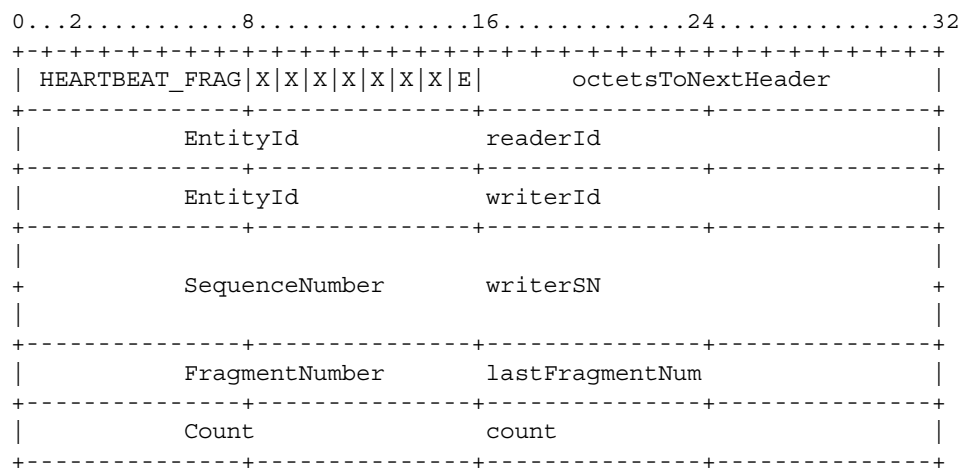 0...2...........8...............16.............24...............32
+-+-+-+-+-+-+-+-+-+-+-+-+-+-+-+-+-+-+-+-+-+-+-+-+-+-+-+-+-+-+-+-+
| HEARTBEAT_FRAG|X|X|X|X|X|X|X|E| octetsToNextHeader |
+---------------+---------------+---------------+---------------+
| EntityId readerId |
+---------------+---------------+---------------+---------------+
| EntityId writerId |
+---------------+---------------+---------------+---------------+
| |
+ SequenceNumber writerSN +
| |
+---------------+---------------+---------------+---------------+
| FragmentNumber lastFragmentNum |
+---------------+---------------+---------------+---------------+
| Count count |
+---------------+---------------+---------------+---------------+